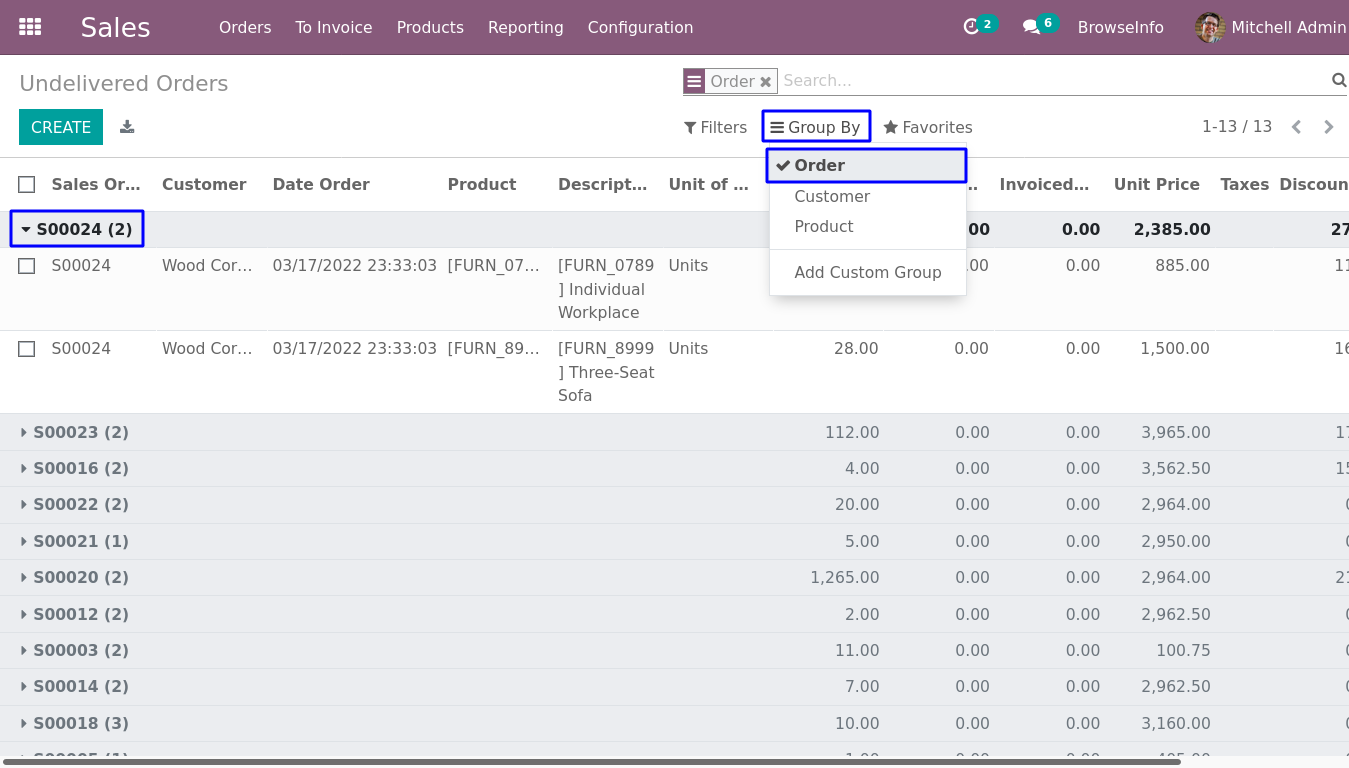 Sales Orders To Invoice Products Reporting Configuration 2 6 BrowseInfo Mitchell Admin
Undelivered Orders Order Search...
CREATE Filters Group By Favorites 1-13 / 13
Order
Customer
Product
Add Custom Group
Sales Or... Customer Date Order Product Descript... Unit of ... Invoiced... Unit Price Taxes Discoun
S00024 (2) 00 0.00 2,385.00 27
S00024 Wood Cor... 03/17/2022 23:33:03 [FURN_07... [FURN_0789 Units .00 0.00 885.00 11
] Individual
Workplace
S00024 Wood Cor... 03/17/2022 23:33:03 [FURN_89... [FURN_8999 Units 28.00 0.00 0.00 1,500.00 16
] Three-Seat
Sofa
S00023 (2) 112.00 0.00 0.00 3,965.00 17
S00016 (2) 4.00 0.00 0.00 3,562.50 15
S00022 (2) 20.00 0.00 0.00 2,964.00 0
S00021 (1) 5.00 0.00 0.00 2,950.00 0
S00020 (2) 1,265.00 0.00 0.00 2,964.00 21
S00012 (2) 2.00 0.00 0.00 2,962.50 0
S00003 (2) 11.00 0.00 0.00 100.75 0
S00014 (2) 7.00 0.00 0.00 2,962.50 0
S00018 (3) 10.00 0.00 0.00 3,160.00 0